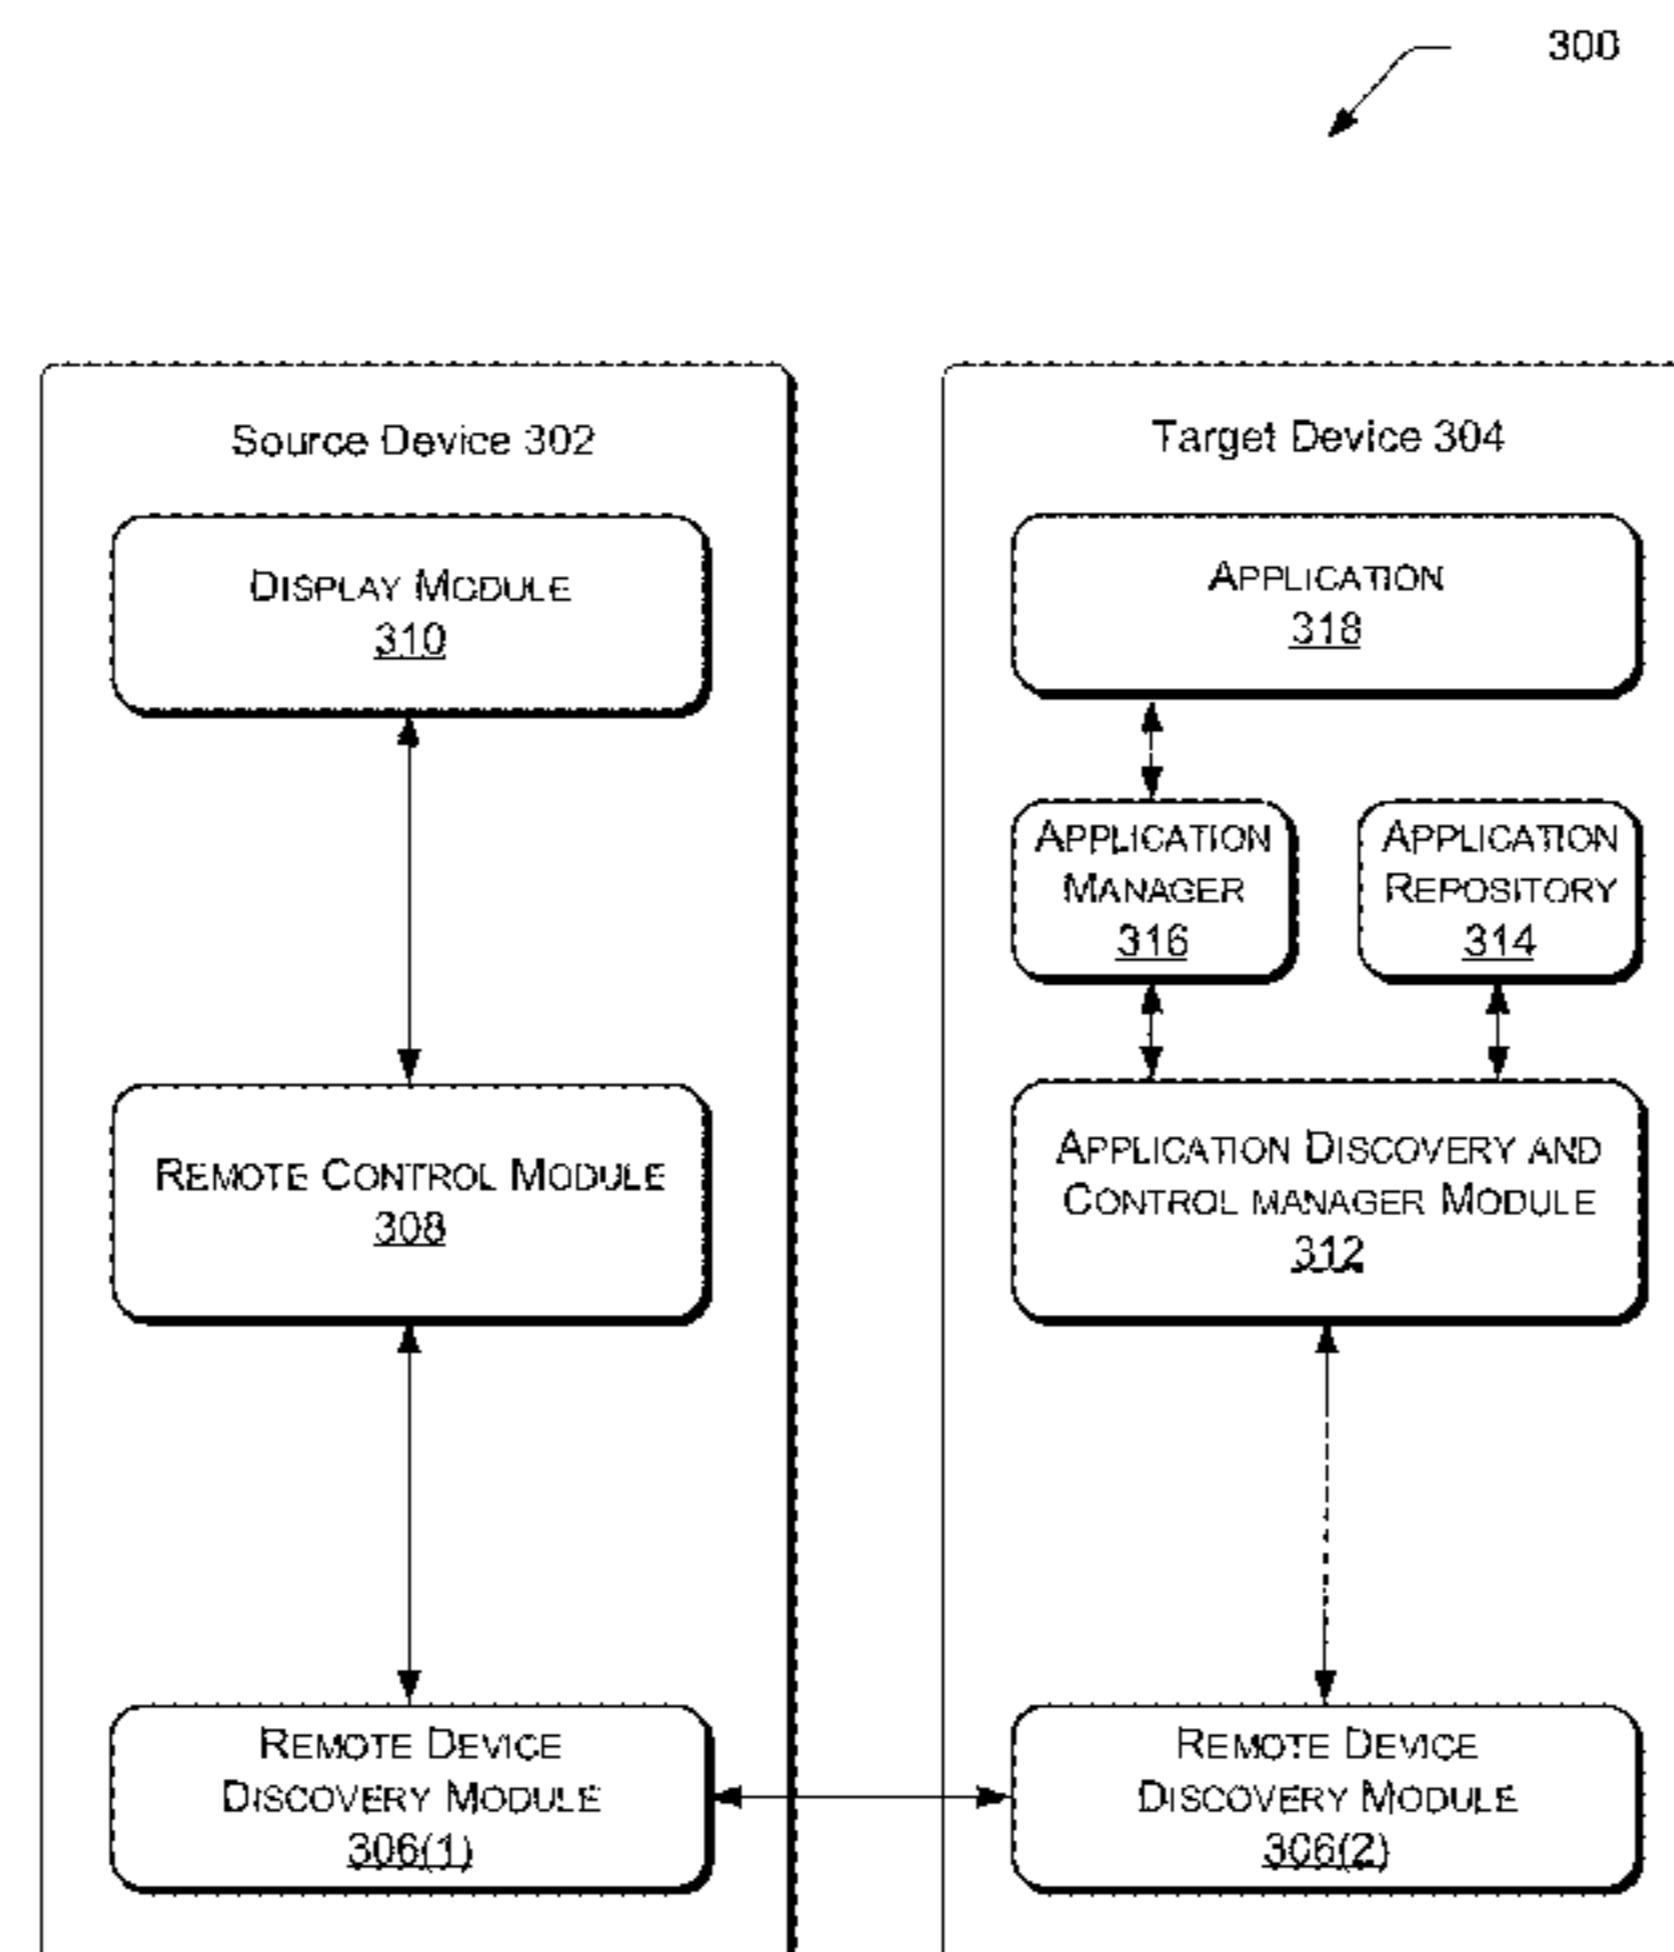 300
Source Device 302
DISPLAY MODULE
310
REMOTE CONTROL MODULE
308
REMOTE DEVICE
DISCOVERY MODULE
306(1)
Target Device 304
APPLICATION
318
APPLICATION
MANAGER
316
APPLICATION
REPOSITORY
314
APPLICATION DISCOVERY AND
CONTROL MANAGER MODULE
312
REMOTE DEVICE
DISCOVERY MODULE
306(2)